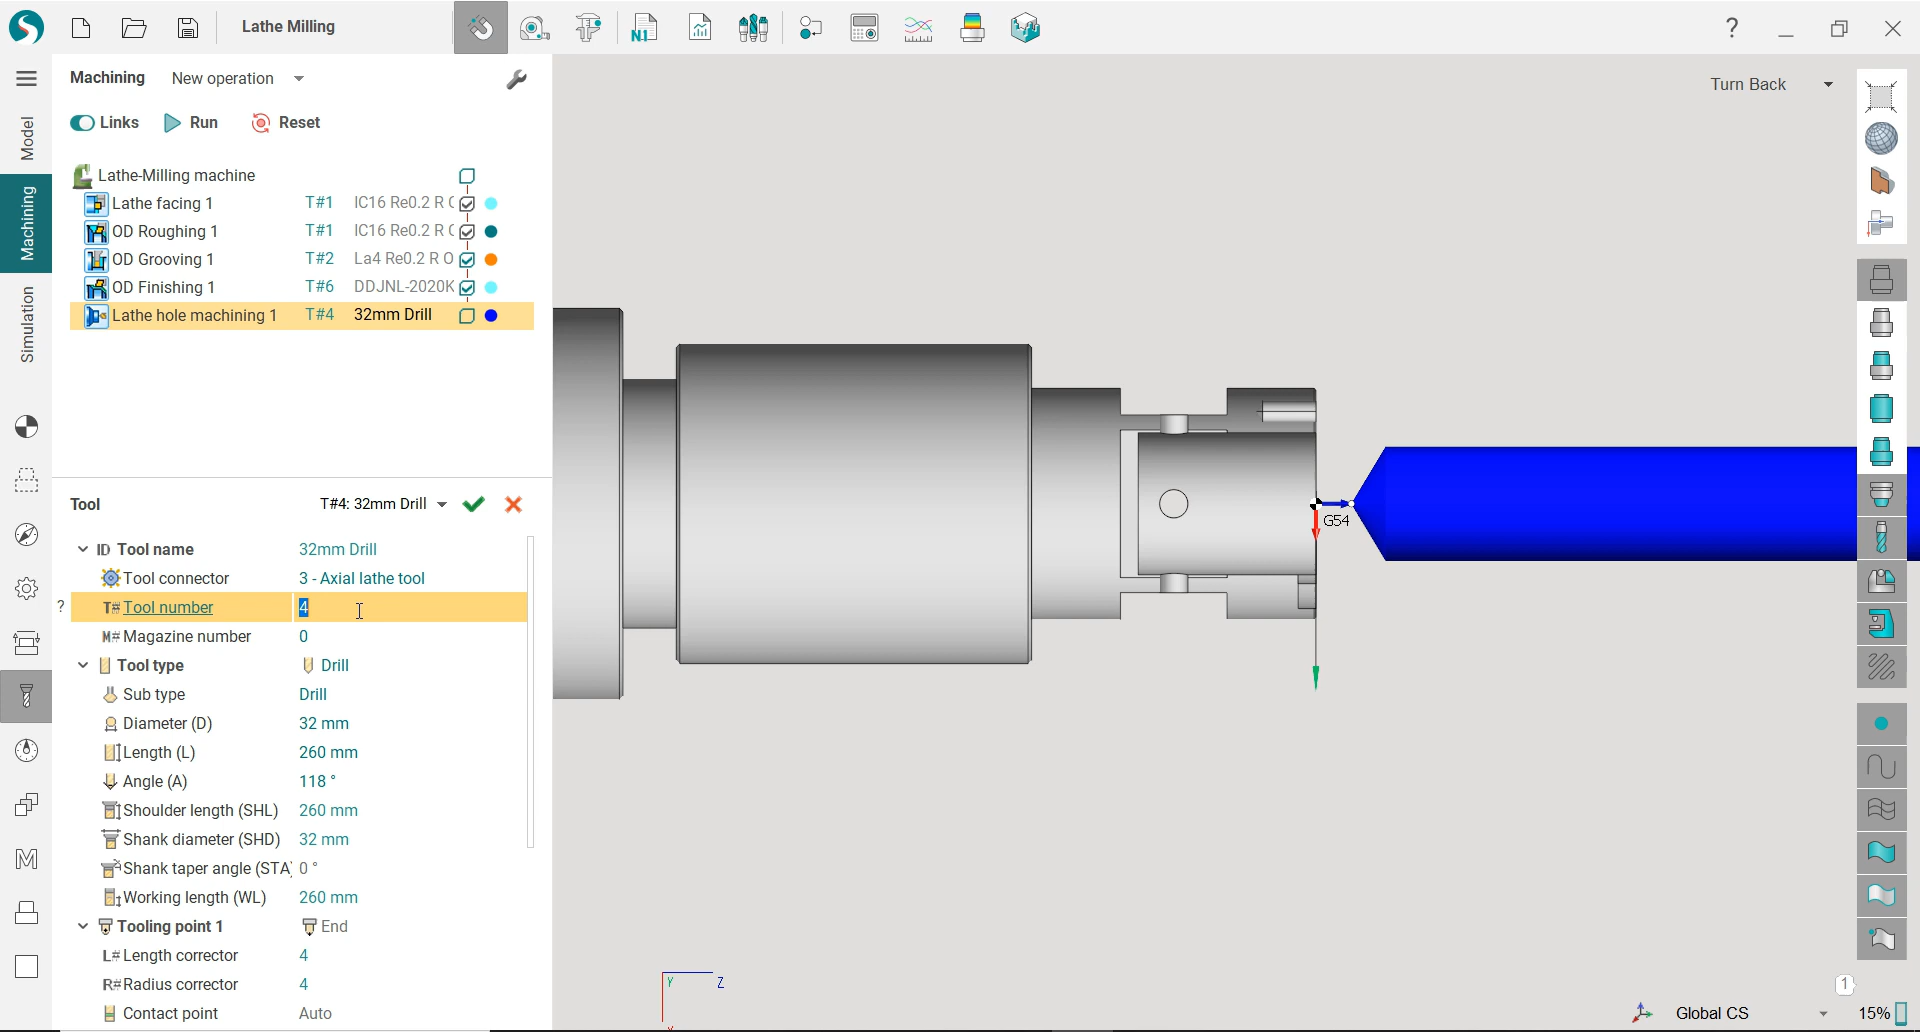 Lathe Milling
N1
?
Machining New operation
Links Run Reset
Model
Machining
Simulation
Lathe-Milling machine
Lathe facing 1 T#1 IC16 Re0.2 R
OD Roughing 1 T#1 IC16 Re0.2 R
OD Grooving 1 T#2 La4 Re0.2 R O
OD Finishing 1 T#6 DDJNL-2020K
Lathe hole machining 1 T#4 32mm Drill
Turn Back
Tool T#4: 32mm Drill
ID Tool name 32mm Drill
Tool connector 3 - Axial lathe tool
? T# Tool number 4
M# Magazine number 0
Tool type Drill
Sub type Drill
Diameter (D) 32 mm
Length (L) 260 mm
Angle (A) 118 °
Shoulder length (SHL) 260 mm
Shank diameter (SHD) 32 mm
Shank taper angle (STA) 0 °
Working length (WL) 260 mm
Tooling point 1 End
L# Length corrector 4
R# Radius corrector 4
Contact point Auto
G54
Y Z
1
Global CS 15%